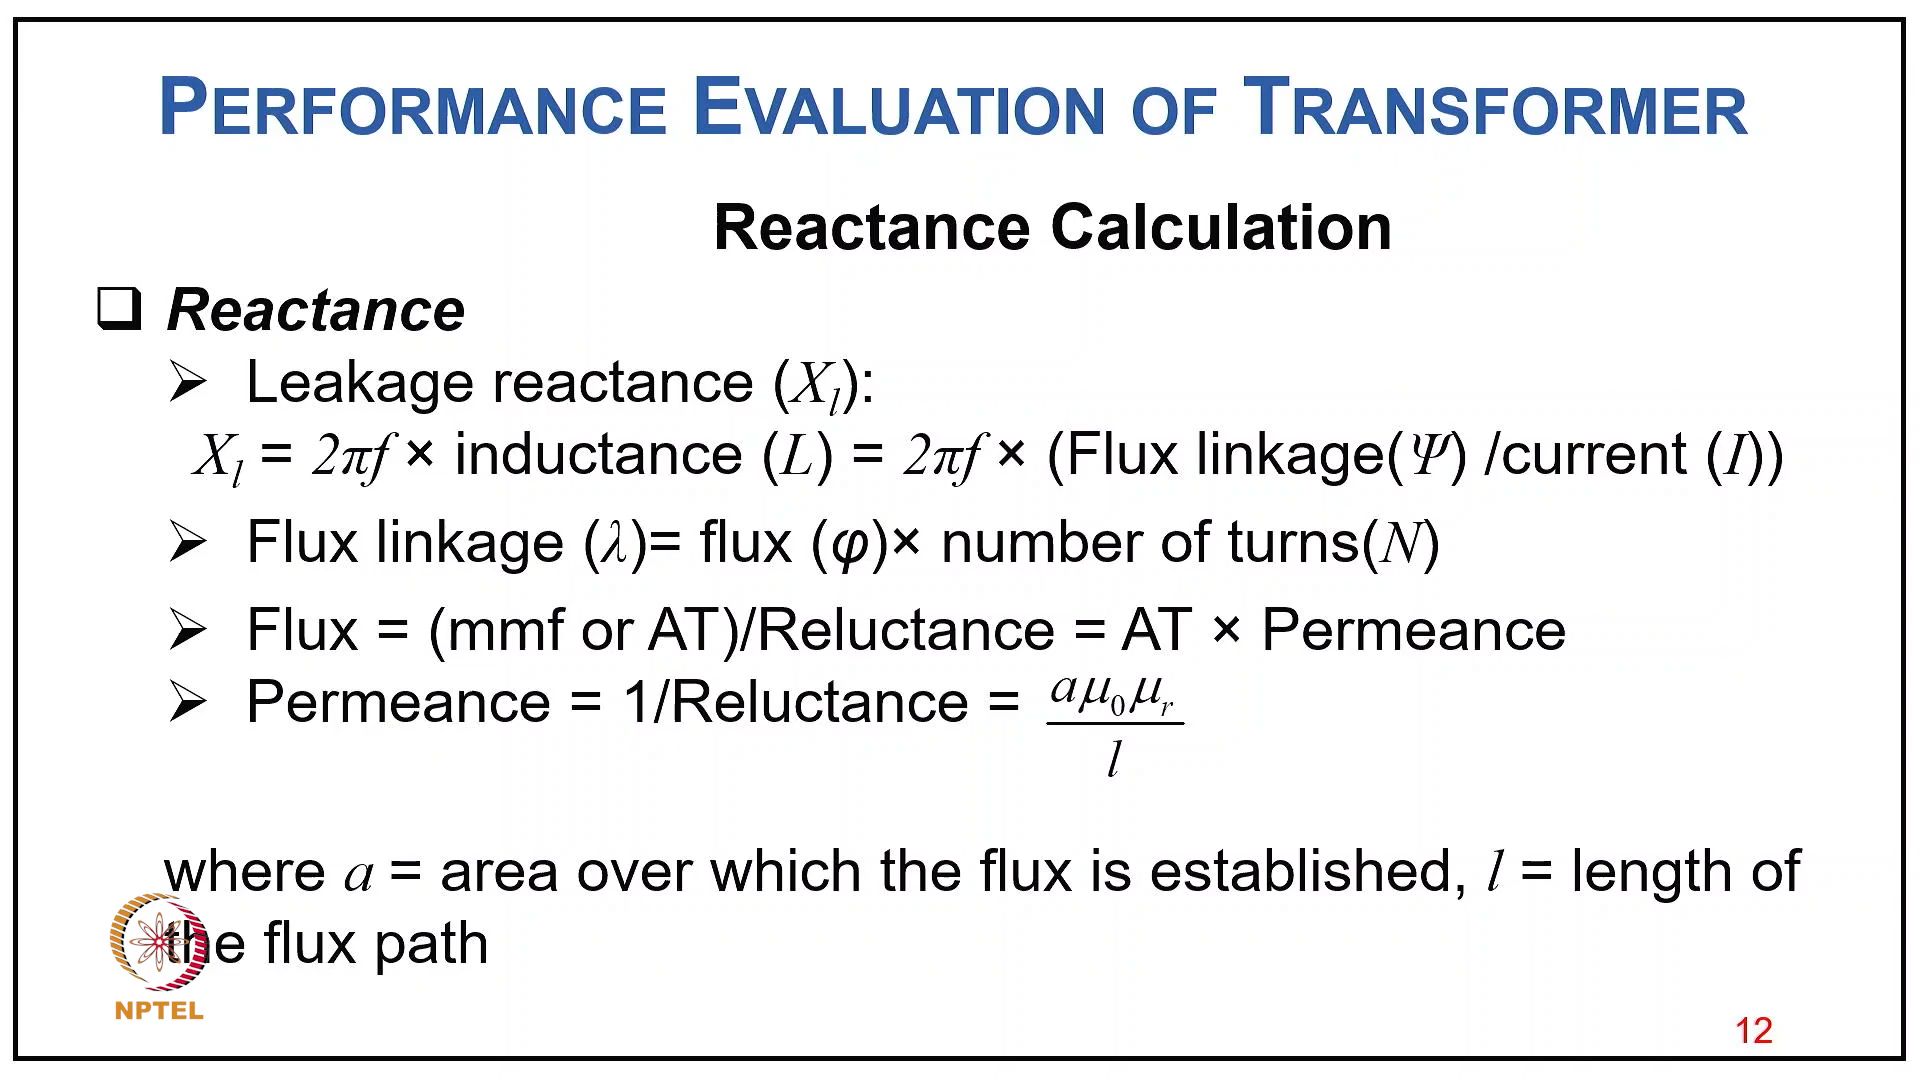 PERFORMANCE EVALUATION OF TRANSFORMER
Reactance Calculation
❑ Reactance
➢ Leakage reactance (Xₗ):
Xₗ = 2πf × inductance (L) = 2πf × (Flux linkage(Ψ) /current (I))
➢ Flux linkage (λ)= flux (φ)× number of turns(N)
➢ Flux = (mmf or AT)/Reluctance = AT × Permeance
➢ Permeance = 1/Reluctance = aμ₀μᵣ / l
where a = area over which the flux is established, l = length of
the flux path
NPTEL
12